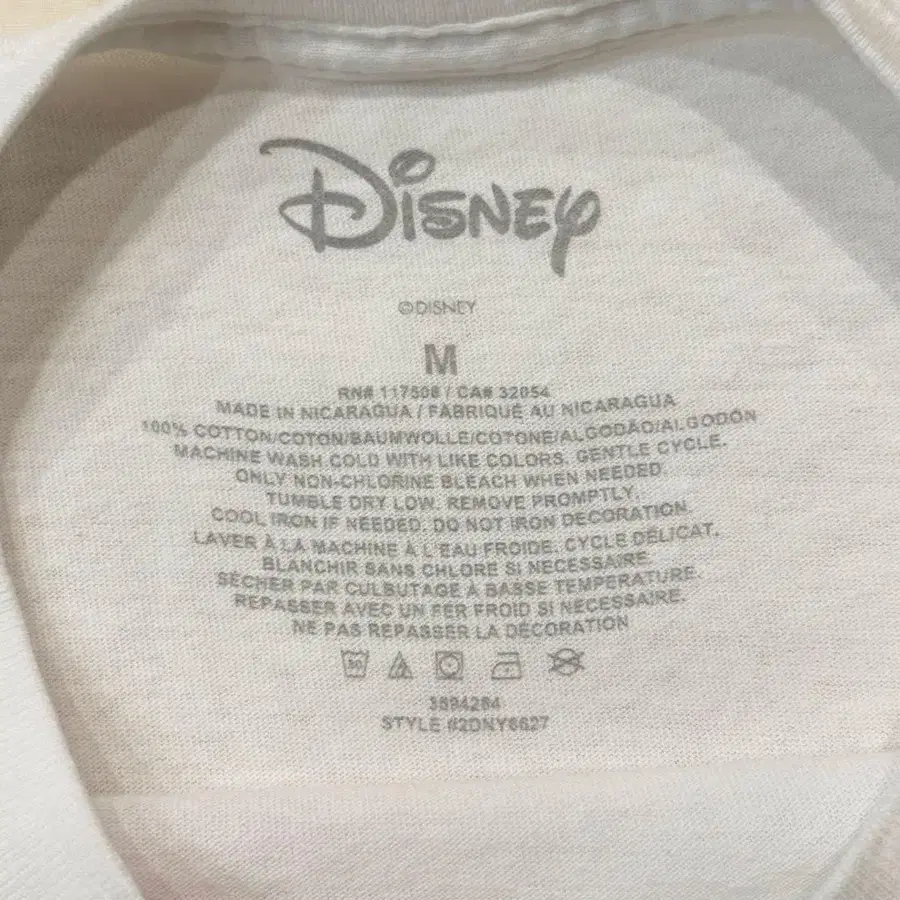 Disney
©DISNEY
M
RN# 117508 / CA# 32054
MADE IN NICARAGUA / FABRIQUÉ AU NICARAGUA
100% COTTON/COTON/BAUMWOLLE/COTONE/ALGODÃO/ALGODÓN
MACHINE WASH COLD WITH LIKE COLORS. GENTLE CYCLE.
ONLY NON-CHLORINE BLEACH WHEN NEEDED.
TUMBLE DRY LOW. REMOVE PROMPTLY.
COOL IRON IF NEEDED. DO NOT IRON DECORATION.
LAVER À LA MACHINE À L'EAU FROIDE. CYCLE DÉLICAT.
BLANCHIR SANS CHLORE SI NÉCESSAIRE.
SÉCHER PAR CULBUTAGE À BASSE TEMPÉRATURE.
REPASSER AVEC UN FER FROID SI NÉCESSAIRE.
NE PAS REPASSER LA DÉCORATION
30
3894284
STYLE #2DNY6627